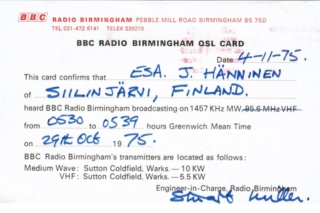 BBC RADIO BIRMINGHAM PEBBLE MILL ROAD BIRMINGHAM B5 7SD
TEL 021-472 5141 TELEX 339210
BBC RADIO BIRMINGHAM QSL CARD
Date 4-11-75.
This card confirms that ESA. J. HÄNNINEN
of SIILINJÄRVI, FINLAND.
heard BBC Radio Birmingham broadcasting on 1457 KHz MW, 95.6 MHz VHF
from 0530 to 0539 hours Greenwich Mean Time
on 29th OCT 1975.
BBC Radio Birmingham's transmitters are located as follows:
Medium Wave: Sutton Coldfield, Warks. — 10 KW
VHF: Sutton Coldfield, Warks — 5.5 KW
Engineer-in-Charge, Radio Birmingham
Stuart